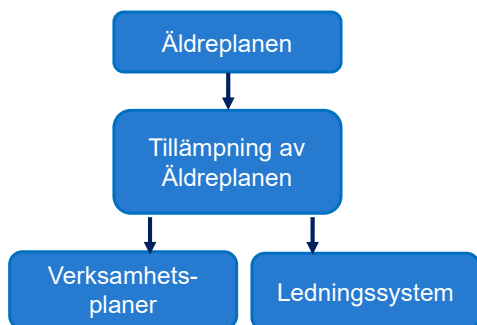 Äldreplanen
Tillämpning av
Äldreplanen
Verksamhets-
planer
Ledningssystem